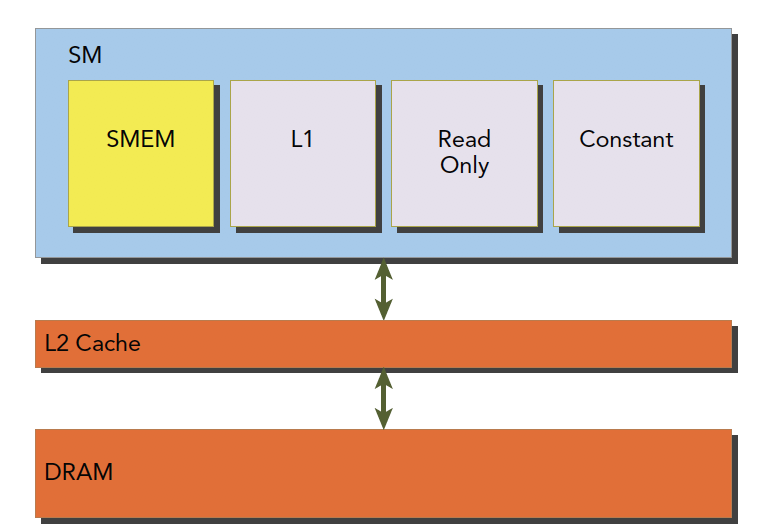 SM
SMEM
L1
Read
Only
Constant
L2 Cache
DRAM